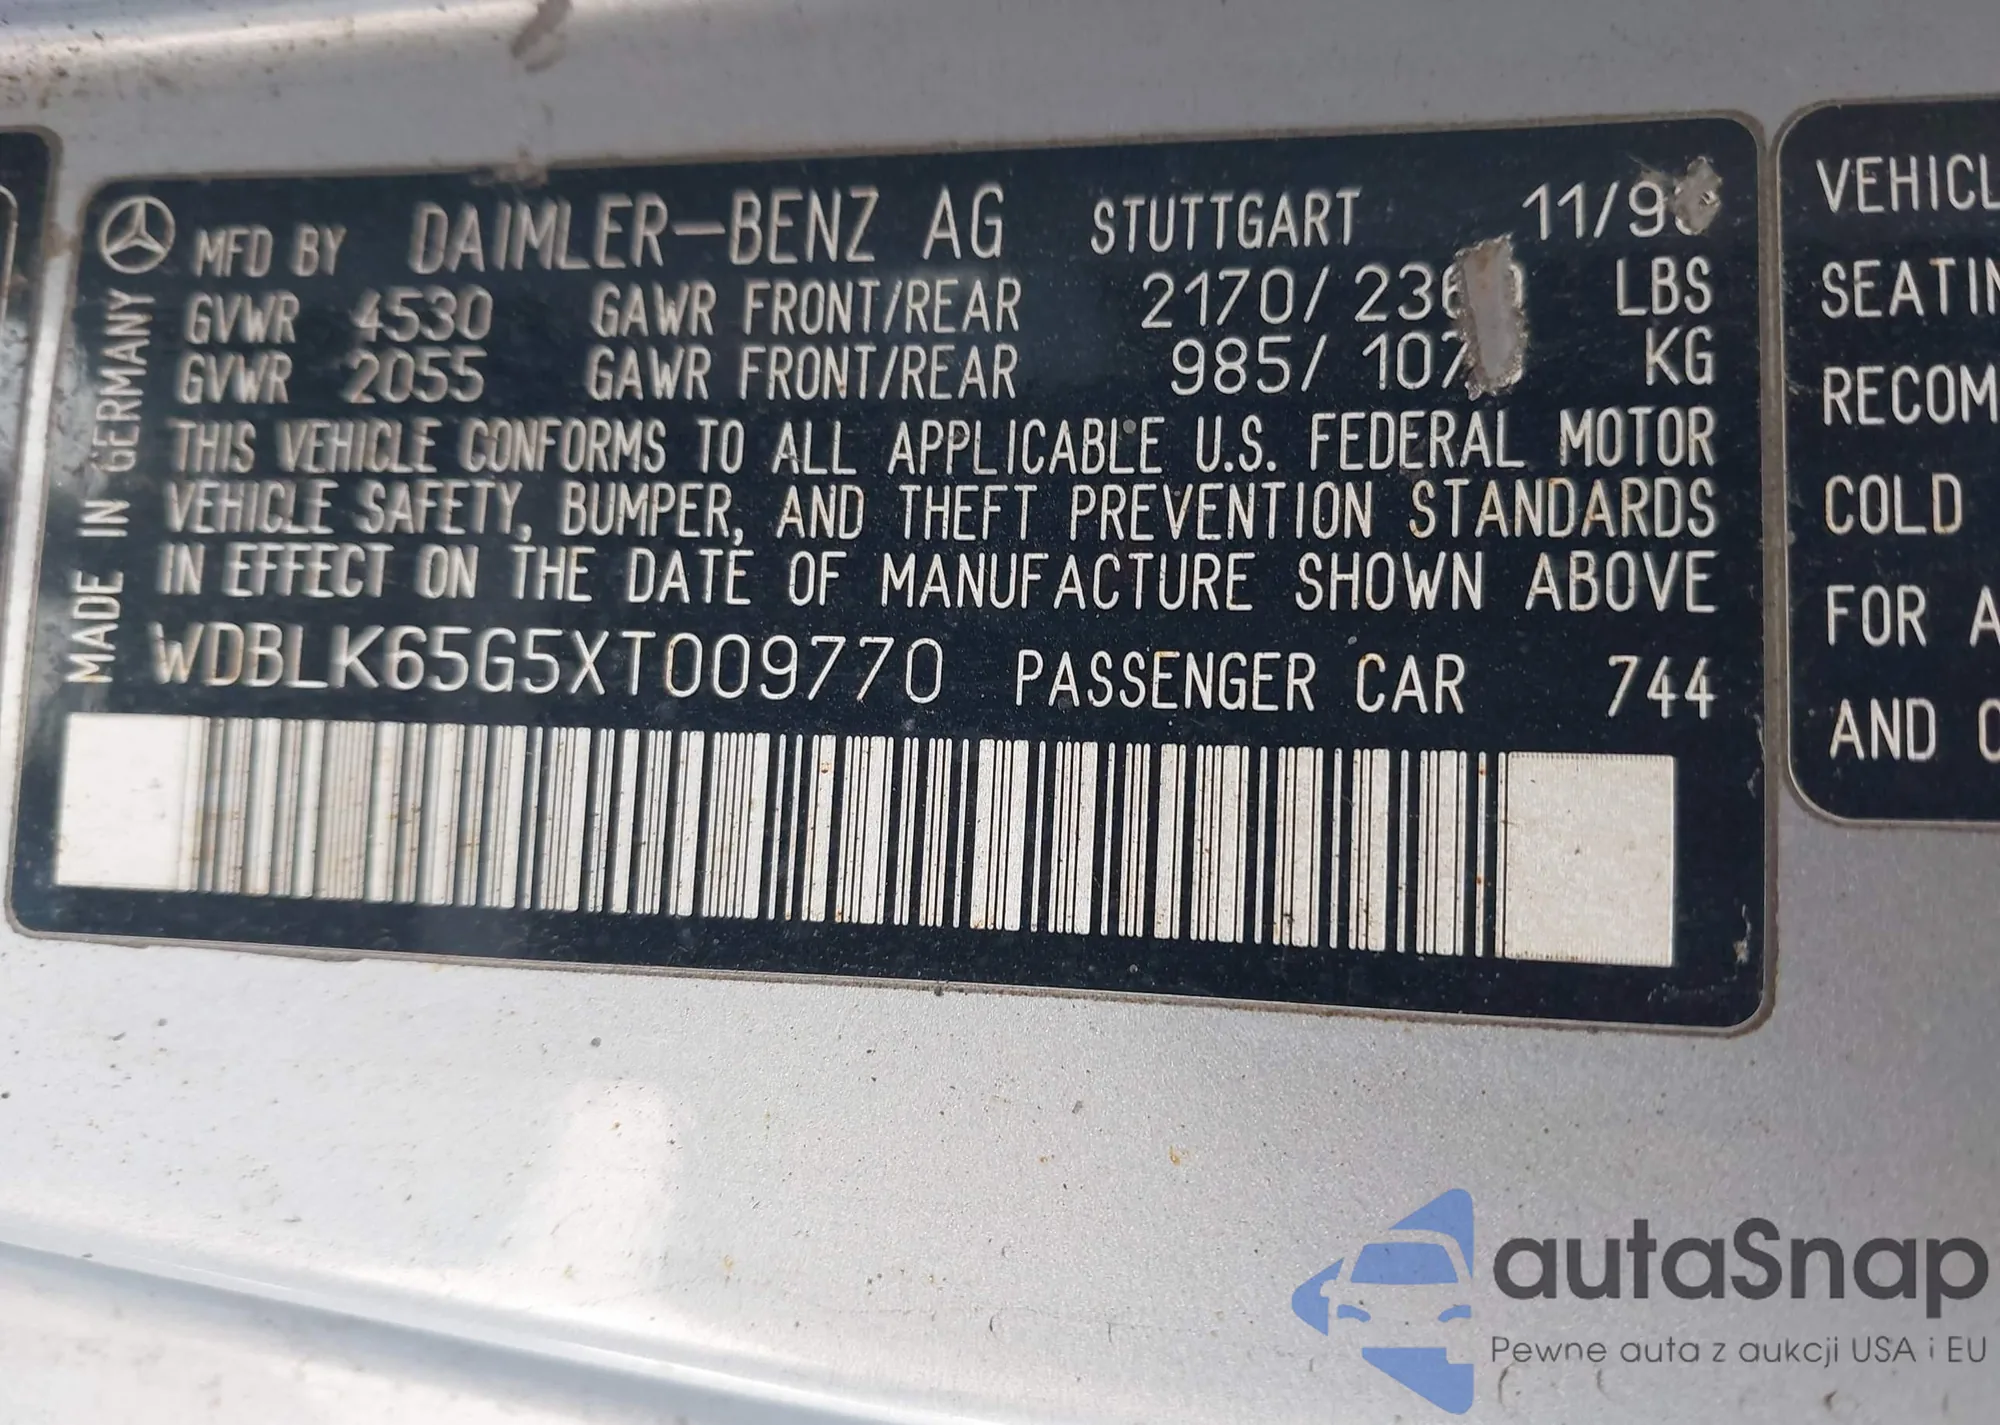 MFD BY DAIMLER-BENZ AG STUTTGART
GVWR 4530 GAWR FRONT/REAR 2170/ LBS
GVWR 2055 GAWR FRONT/REAR 985/ KG
THIS VEHICLE CONFORMS TO ALL APPLICABLE U.S. FEDERAL MOTOR
VEHICLE SAFETY, BUMPER, AND THEFT PREVENTION STANDARDS
IN EFFECT ON THE DATE OF MANUFACTURE SHOWN ABOVE
WDBLK65G5XT009770 PASSENGER CAR 744
MADE IN GERMANY
VEHICL
SEATIN
RECOM
COLD
FOR A
AND
autaSnap
Pewne auta z aukcji USA i EU